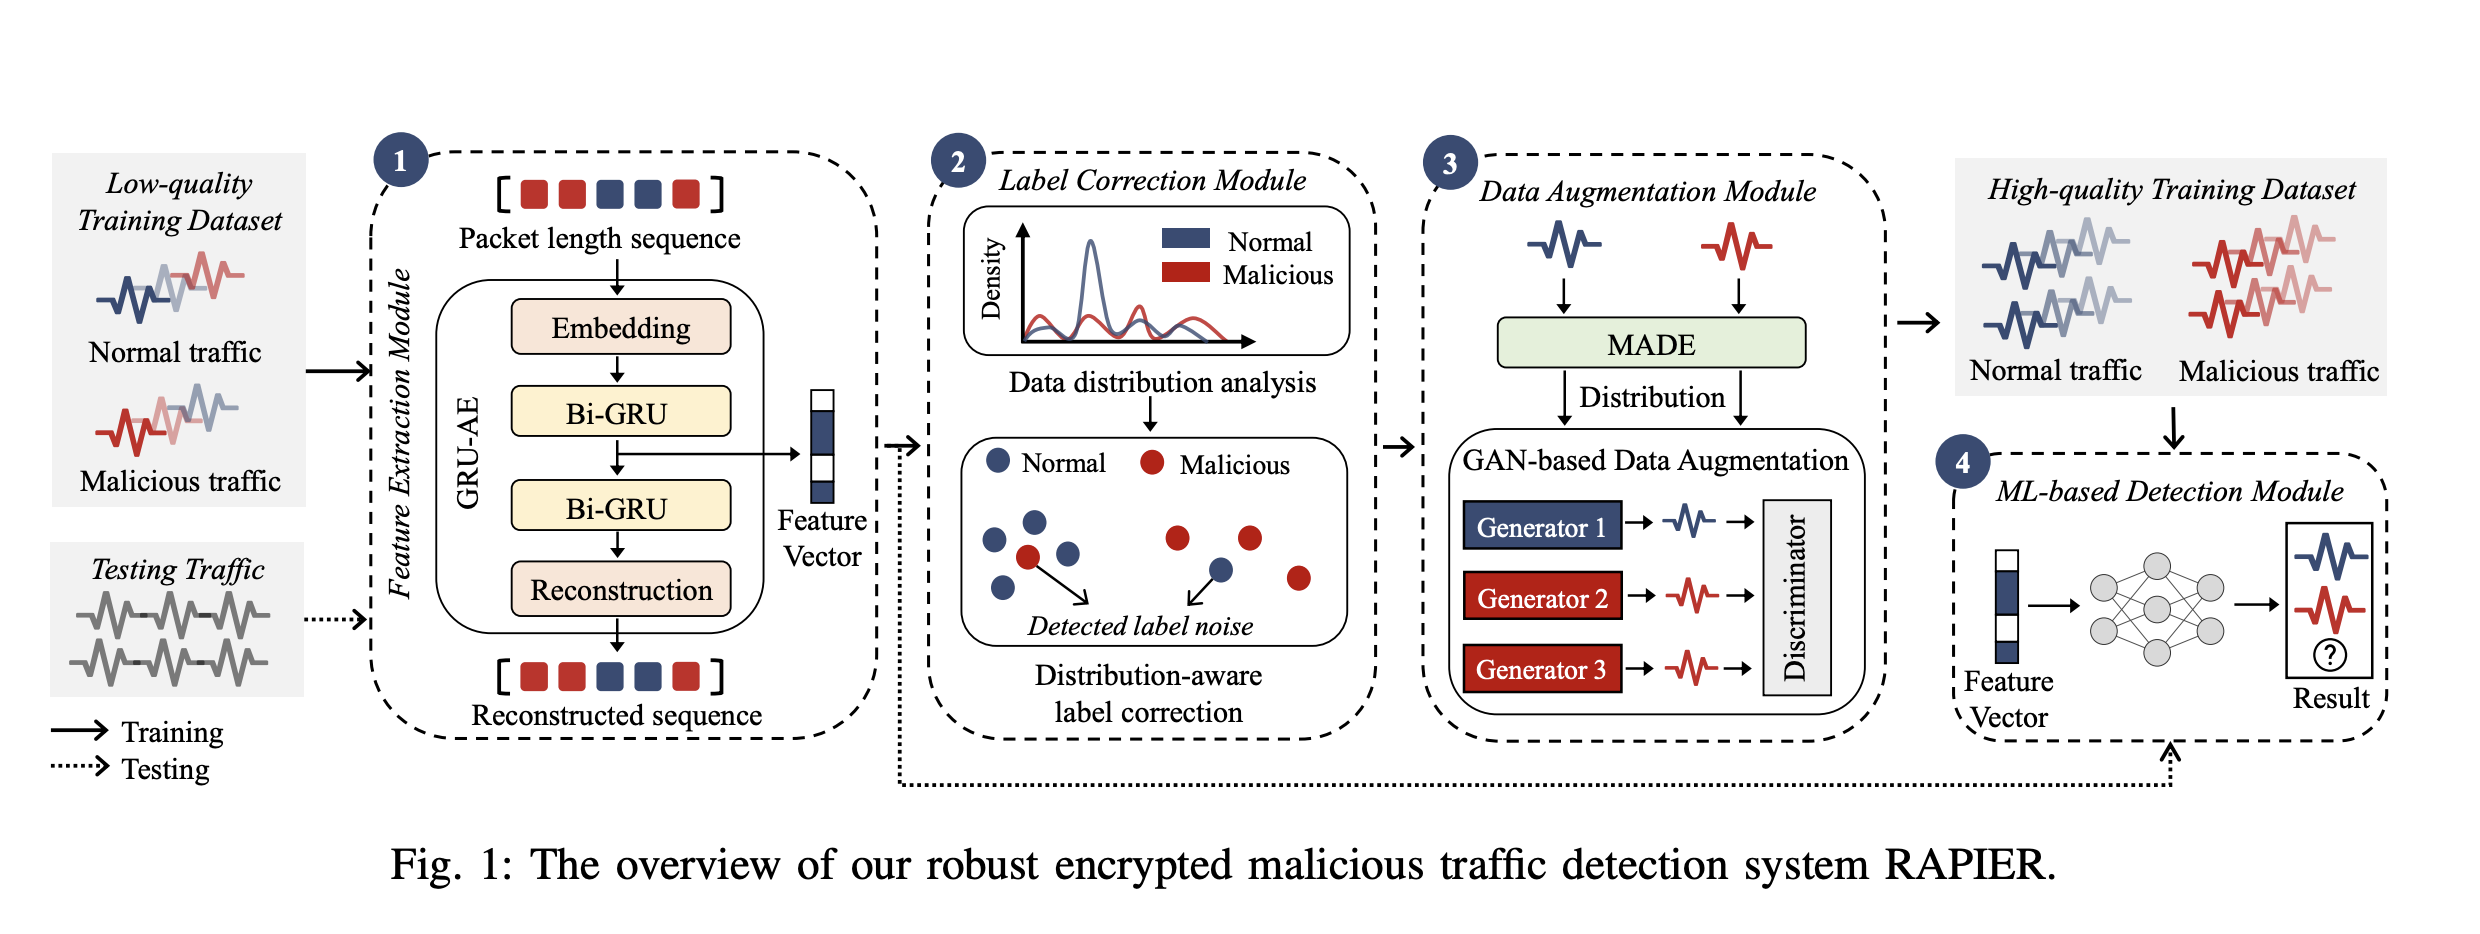 Low-quality
Training Dataset
Normal traffic
Malicious traffic
Testing Traffic
Training
Testing
1
Feature Extraction Module
Packet length sequence
GRU-AE
Embedding
Bi-GRU
Bi-GRU
Reconstruction
Reconstructed sequence
Feature
Vector
2
Label Correction Module
Density
Normal
Malicious
Data distribution analysis
Normal
Malicious
Detected label noise
Distribution-aware
label correction
3
Data Augmentation Module
MADE
Distribution
GAN-based Data Augmentation
Generator 1
Generator 2
Generator 3
Discriminator
High-quality Training Dataset
Normal traffic
Malicious traffic
4
ML-based Detection Module
Feature
Vector
?
Result
Fig. 1: The overview of our robust encrypted malicious traffic detection system RAPIER.